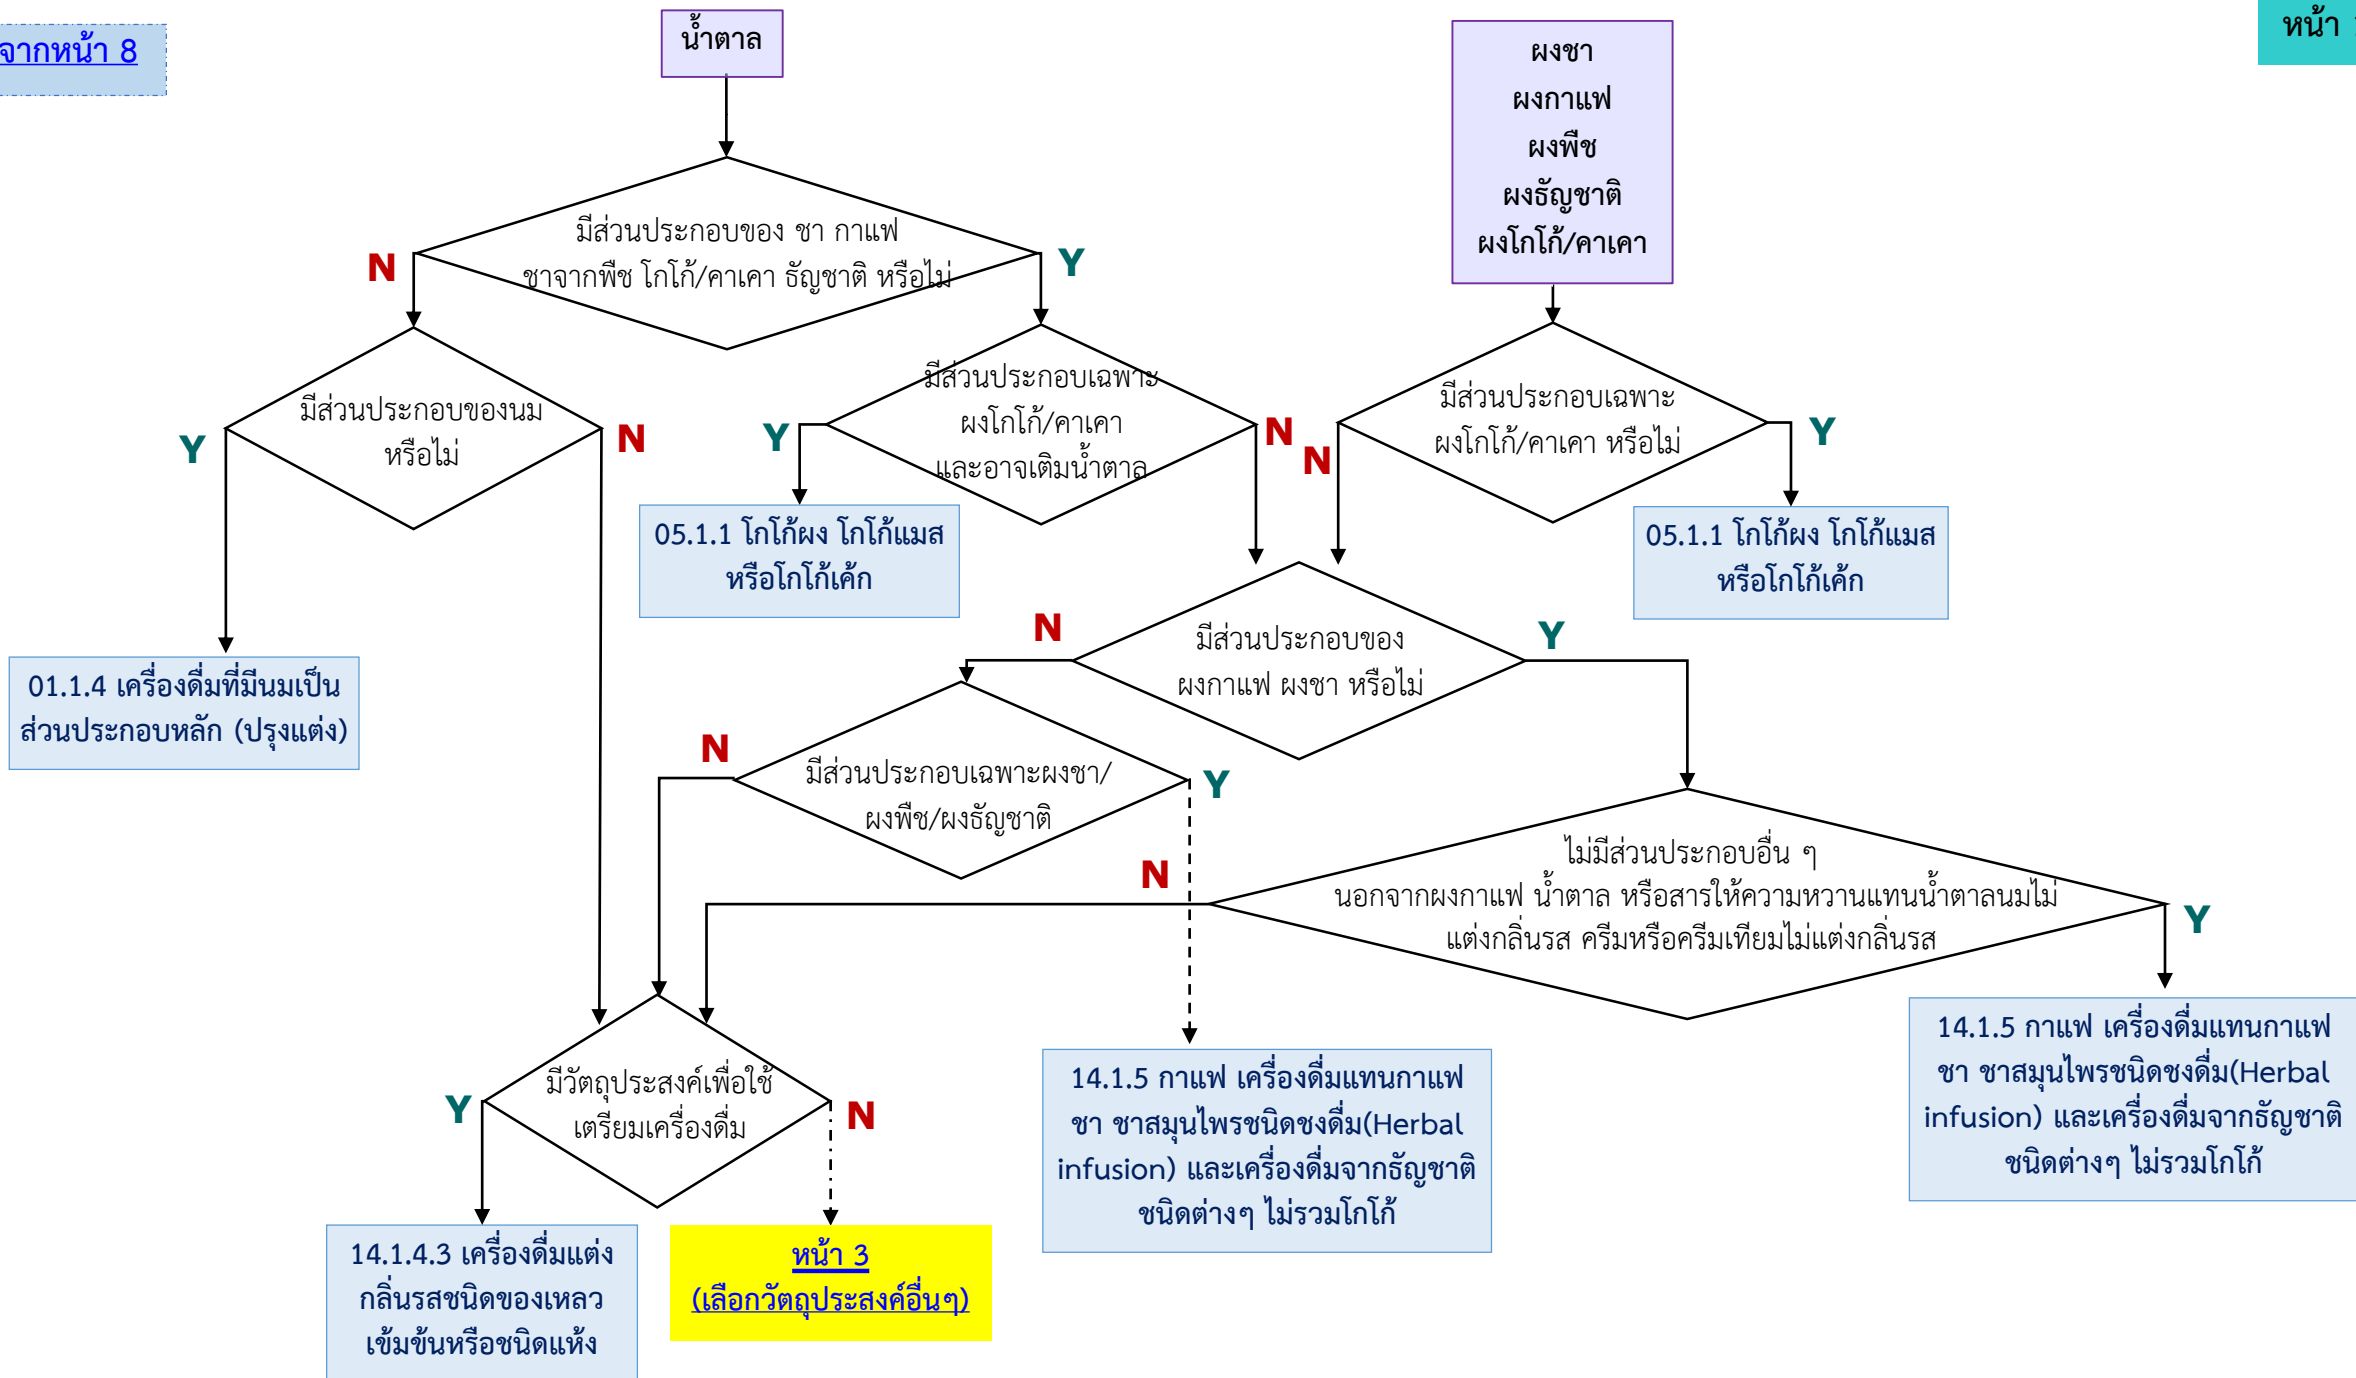 จากหน้า 8
น้ำตาล
หน้า
ผงชา
ผงกาแฟ
ผงพืช
ผงธัญชาติ
ผงโกโก้/คาเคา
มีส่วนประกอบของ ชา กาแฟ
ชาจากพืช โกโก้/คาเคา ธัญชาติ หรือไม่
N
Y
มีส่วนประกอบของนม
หรือไม่
Y
N
มีส่วนประกอบเฉพาะ
ผงโกโก้/คาเคา
และอาจเติมน้ำตาล
Y
N
มีส่วนประกอบเฉพาะ
ผงโกโก้/คาเคา หรือไม่
N
Y
05.1.1 โกโก้ผง โกโก้แมส
หรือโกโก้เค้ก
05.1.1 โกโก้ผง โกโก้แมส
หรือโกโก้เค้ก
01.1.4 เครื่องดื่มที่มีนมเป็น
ส่วนประกอบหลัก (ปรุงแต่ง)
มีส่วนประกอบของ
ผงกาแฟ ผงชา หรือไม่
N
Y
มีส่วนประกอบเฉพาะผงชา/
ผงพืช/ผงธัญชาติ
N
Y
ไม่มีส่วนประกอบอื่น ๆ
นอกจากผงกาแฟ น้ำตาล หรือสารให้ความหวานแทนน้ำตาลนมไม่
แต่งกลิ่นรส ครีมหรือครีมเทียมไม่แต่งกลิ่นรส
N
Y
มีวัตถุประสงค์เพื่อใช้
เตรียมเครื่องดื่ม
Y
N
14.1.5 กาแฟ เครื่องดื่มแทนกาแฟ
ชา ชาสมุนไพรชนิดชงดื่ม(Herbal
infusion) และเครื่องดื่มจากธัญชาติ
ชนิดต่างๆ ไม่รวมโกโก้
14.1.5 กาแฟ เครื่องดื่มแทนกาแฟ
ชา ชาสมุนไพรชนิดชงดื่ม(Herbal
infusion) และเครื่องดื่มจากธัญชาติ
ชนิดต่างๆ ไม่รวมโกโก้
14.1.4.3 เครื่องดื่มแต่ง
กลิ่นรสชนิดของเหลว
เข้มข้นหรือชนิดแห้ง
หน้า 3
(เลือกวัตถุประสงค์อื่นๆ)